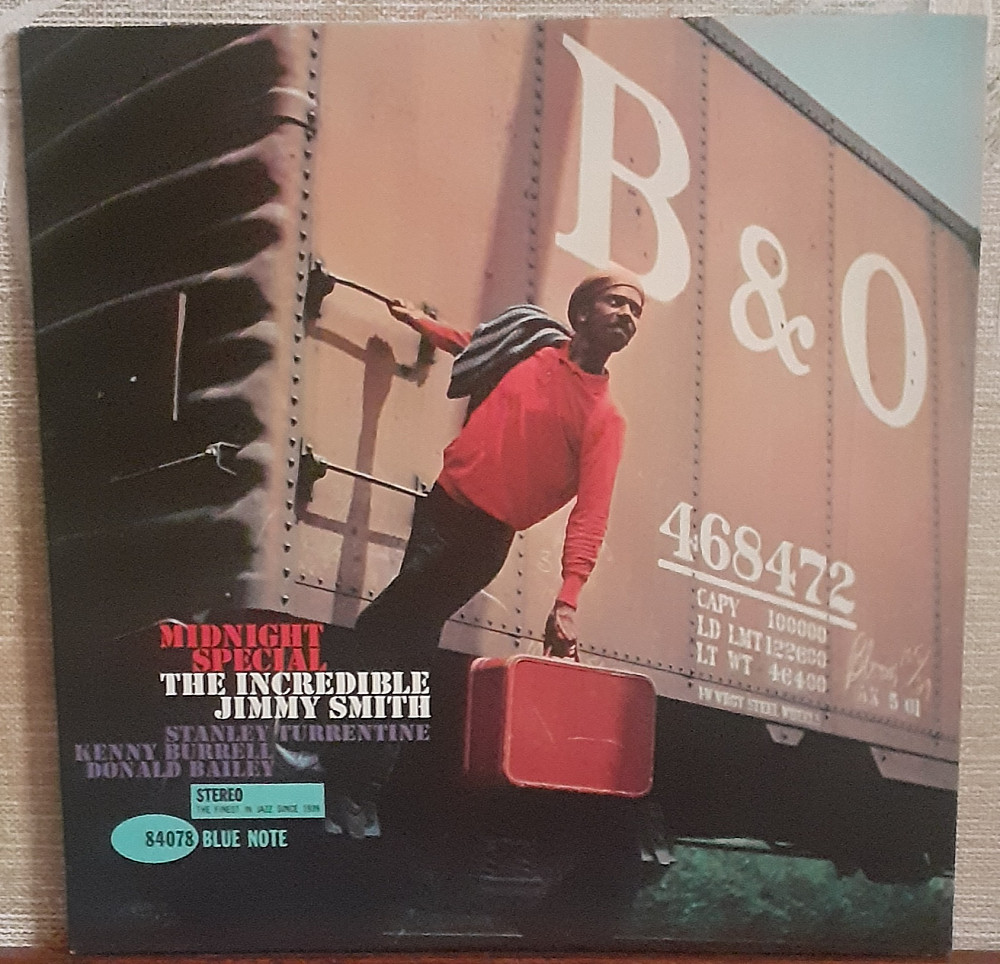 B & O
468472
CAPY 100000
LD LMT 122600
LT WT 46400
MIDNIGHT
SPECIAL
THE INCREDIBLE
JIMMY SMITH
STANLEY TURRENTINE
KENNY BURRELL
DONALD BAILEY
STEREO
THE FINEST IN JAZZ SINCE 1939
84078 BLUE NOTE